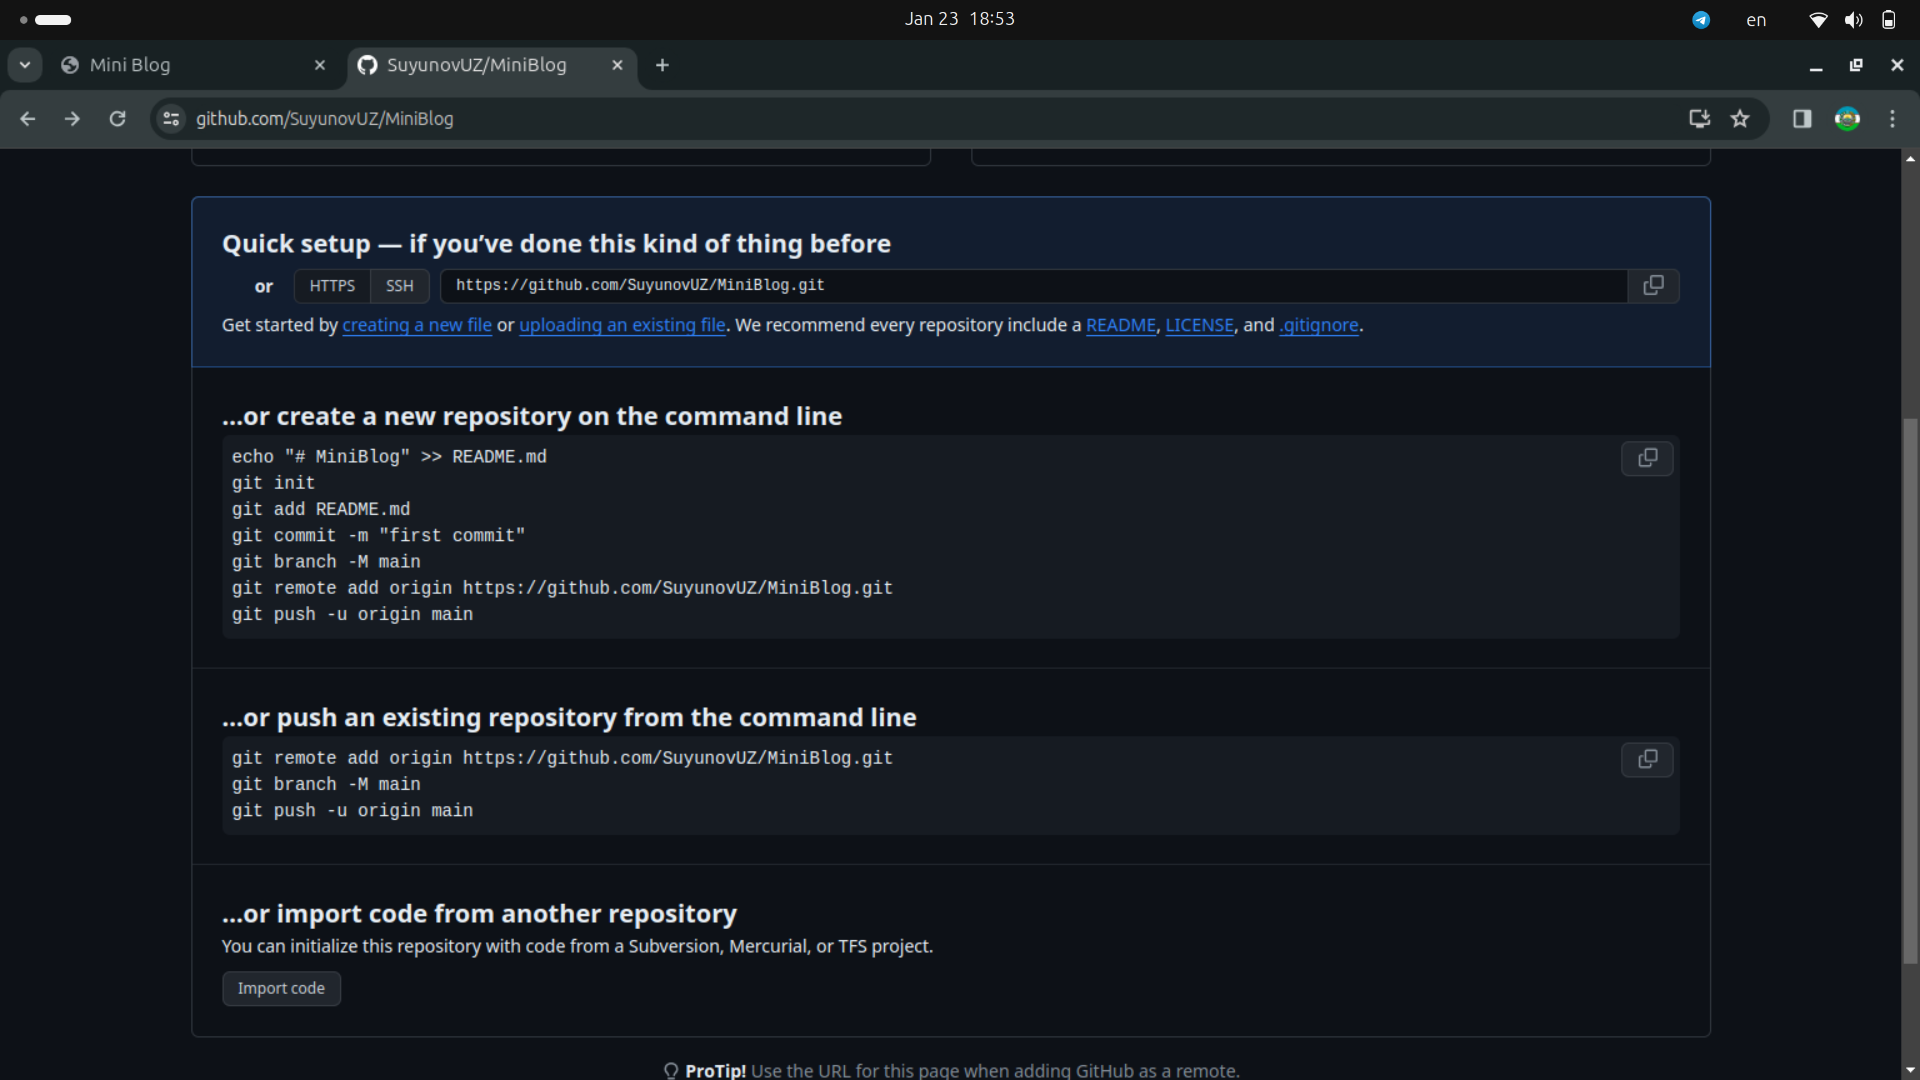 Jan 23 18:53
en
Mini Blog
SuyunovUZ/MiniBlog
github.com/SuyunovUZ/MiniBlog
Quick setup — if you’ve done this kind of thing before
or HTTPS SSH https://github.com/SuyunovUZ/MiniBlog.git
Get started by creating a new file or uploading an existing file. We recommend every repository include a README, LICENSE, and .gitignore.
…or create a new repository on the command line
echo "# MiniBlog" >> README.md
git init
git add README.md
git commit -m "first commit"
git branch -M main
git remote add origin https://github.com/SuyunovUZ/MiniBlog.git
git push -u origin main
…or push an existing repository from the command line
git remote add origin https://github.com/SuyunovUZ/MiniBlog.git
git branch -M main
git push -u origin main
…or import code from another repository
You can initialize this repository with code from a Subversion, Mercurial, or TFS project.
Import code
ProTip! Use the URL for this page when adding GitHub as a remote.